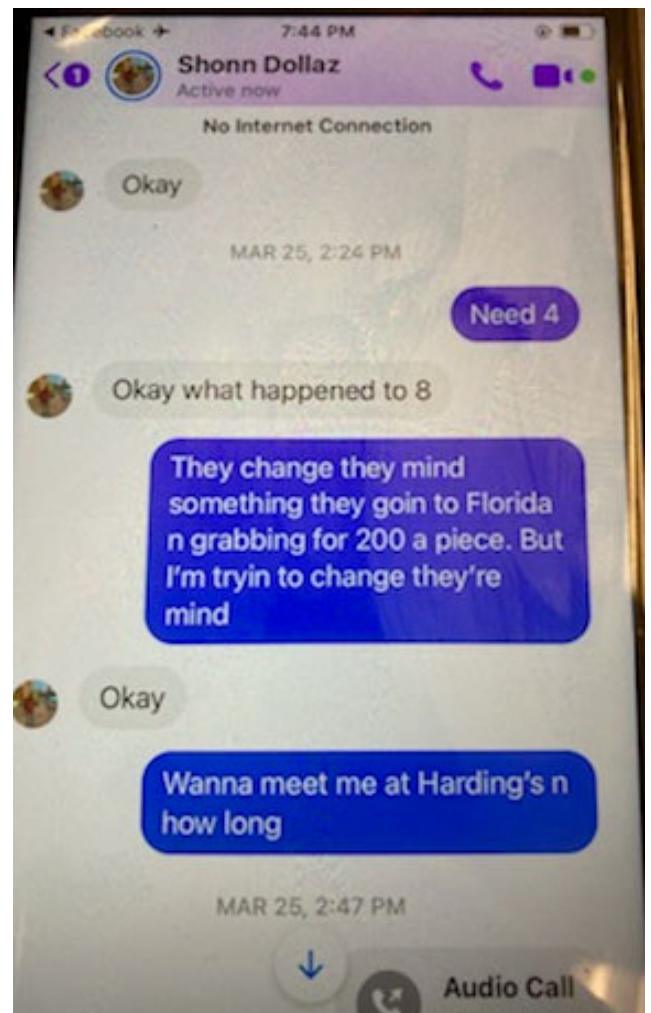 Facebook
7:44 PM
1
Shonn Dollaz
Active now
No Internet Connection
Okay
MAR 25, 2:24 PM
Need 4
Okay what happened to 8
They change they mind
something they goin to Florida
n grabbing for 200 a piece. But
I'm tryin to change they're
mind
Okay
Wanna meet me at Harding's n
how long
MAR 25, 2:47 PM
Audio Call